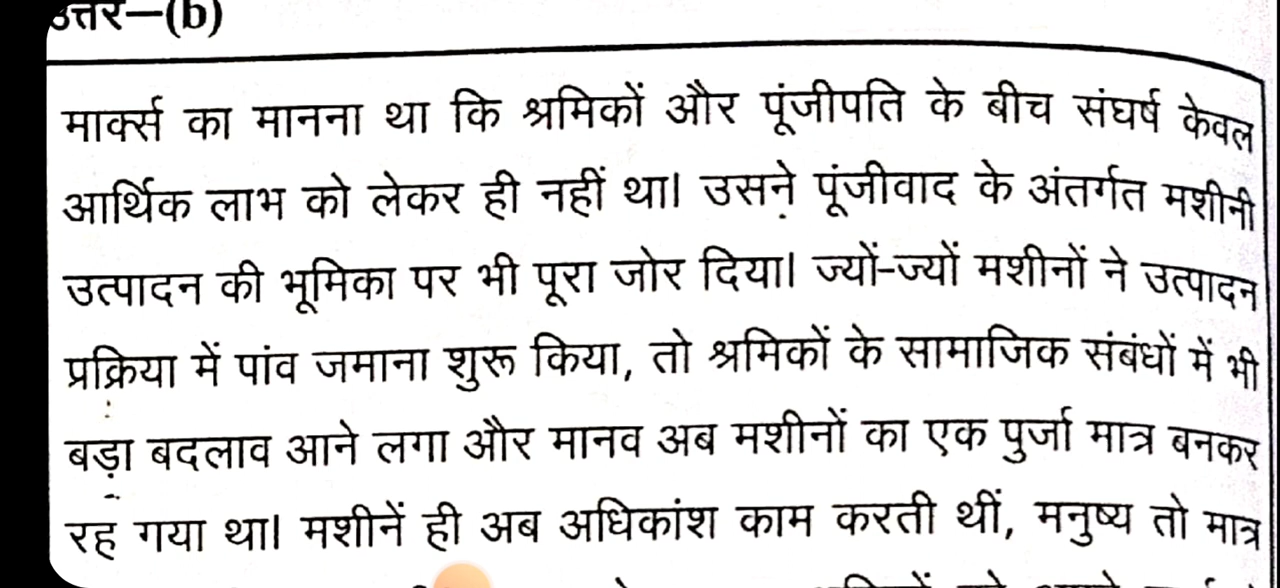 उत्तर—(b)
मार्क्स का मानना था कि श्रमिकों और पूंजीपति के बीच संघर्ष केवल
आर्थिक लाभ को लेकर ही नहीं था। उसने पूंजीवाद के अंतर्गत मशीनी
उत्पादन की भूमिका पर भी पूरा जोर दिया। ज्यों-ज्यों मशीनों ने उत्पादन
प्रक्रिया में पांव जमाना शुरू किया, तो श्रमिकों के सामाजिक संबंधों में भी
बड़ा बदलाव आने लगा और मानव अब मशीनों का एक पुर्जा मात्र बनकर
रह गया था। मशीनें ही अब अधिकांश काम करती थीं, मनुष्य तो मात्र